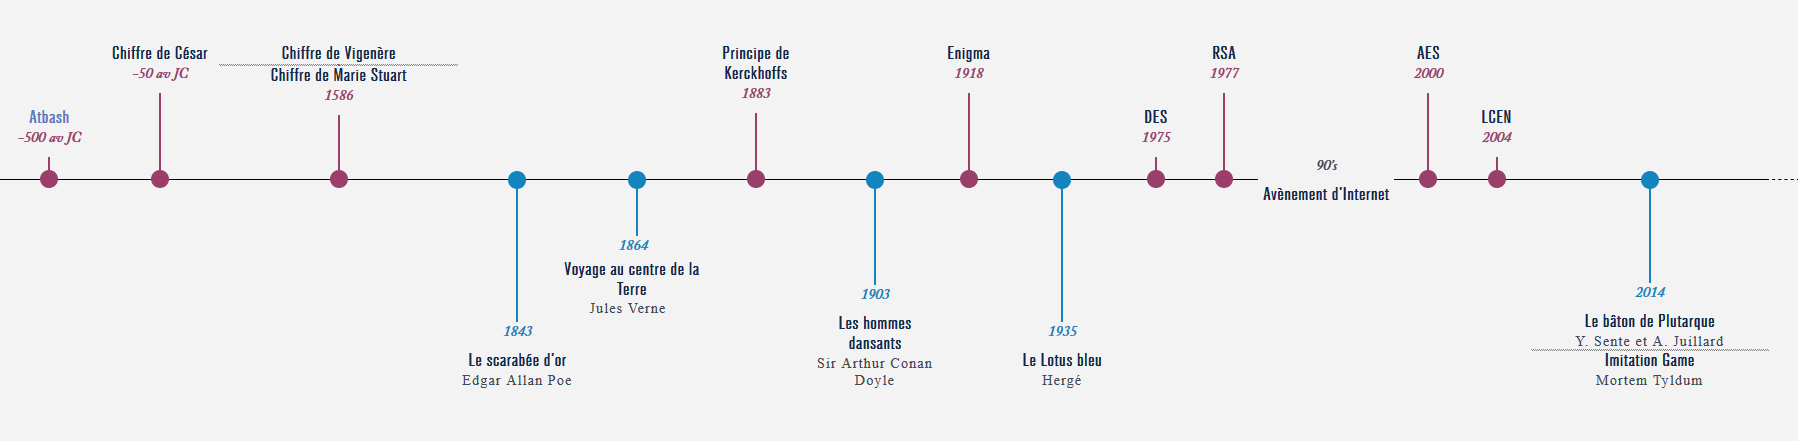 Atbash
-500 av JC
Chiffre de César
-50 av JC
Chiffre de Vigenère
Chiffre de Marie Stuart
1586
1843
Le scarabée d'or
Edgar Allan Poe
1864
Voyage au centre de la
Terre
Jules Verne
Principe de
Kerckhoffs
1883
1903
Les hommes
dansants
Sir Arthur Conan
Doyle
Enigma
1918
1935
Le Lotus bleu
Hergé
DES
1975
RSA
1977
90's
Avènement d'Internet
AES
2000
LCEN
2004
2014
Le bâton de Plutarque
Y. Sente et A. Juillard
Imitation Game
Mortem Tyldum